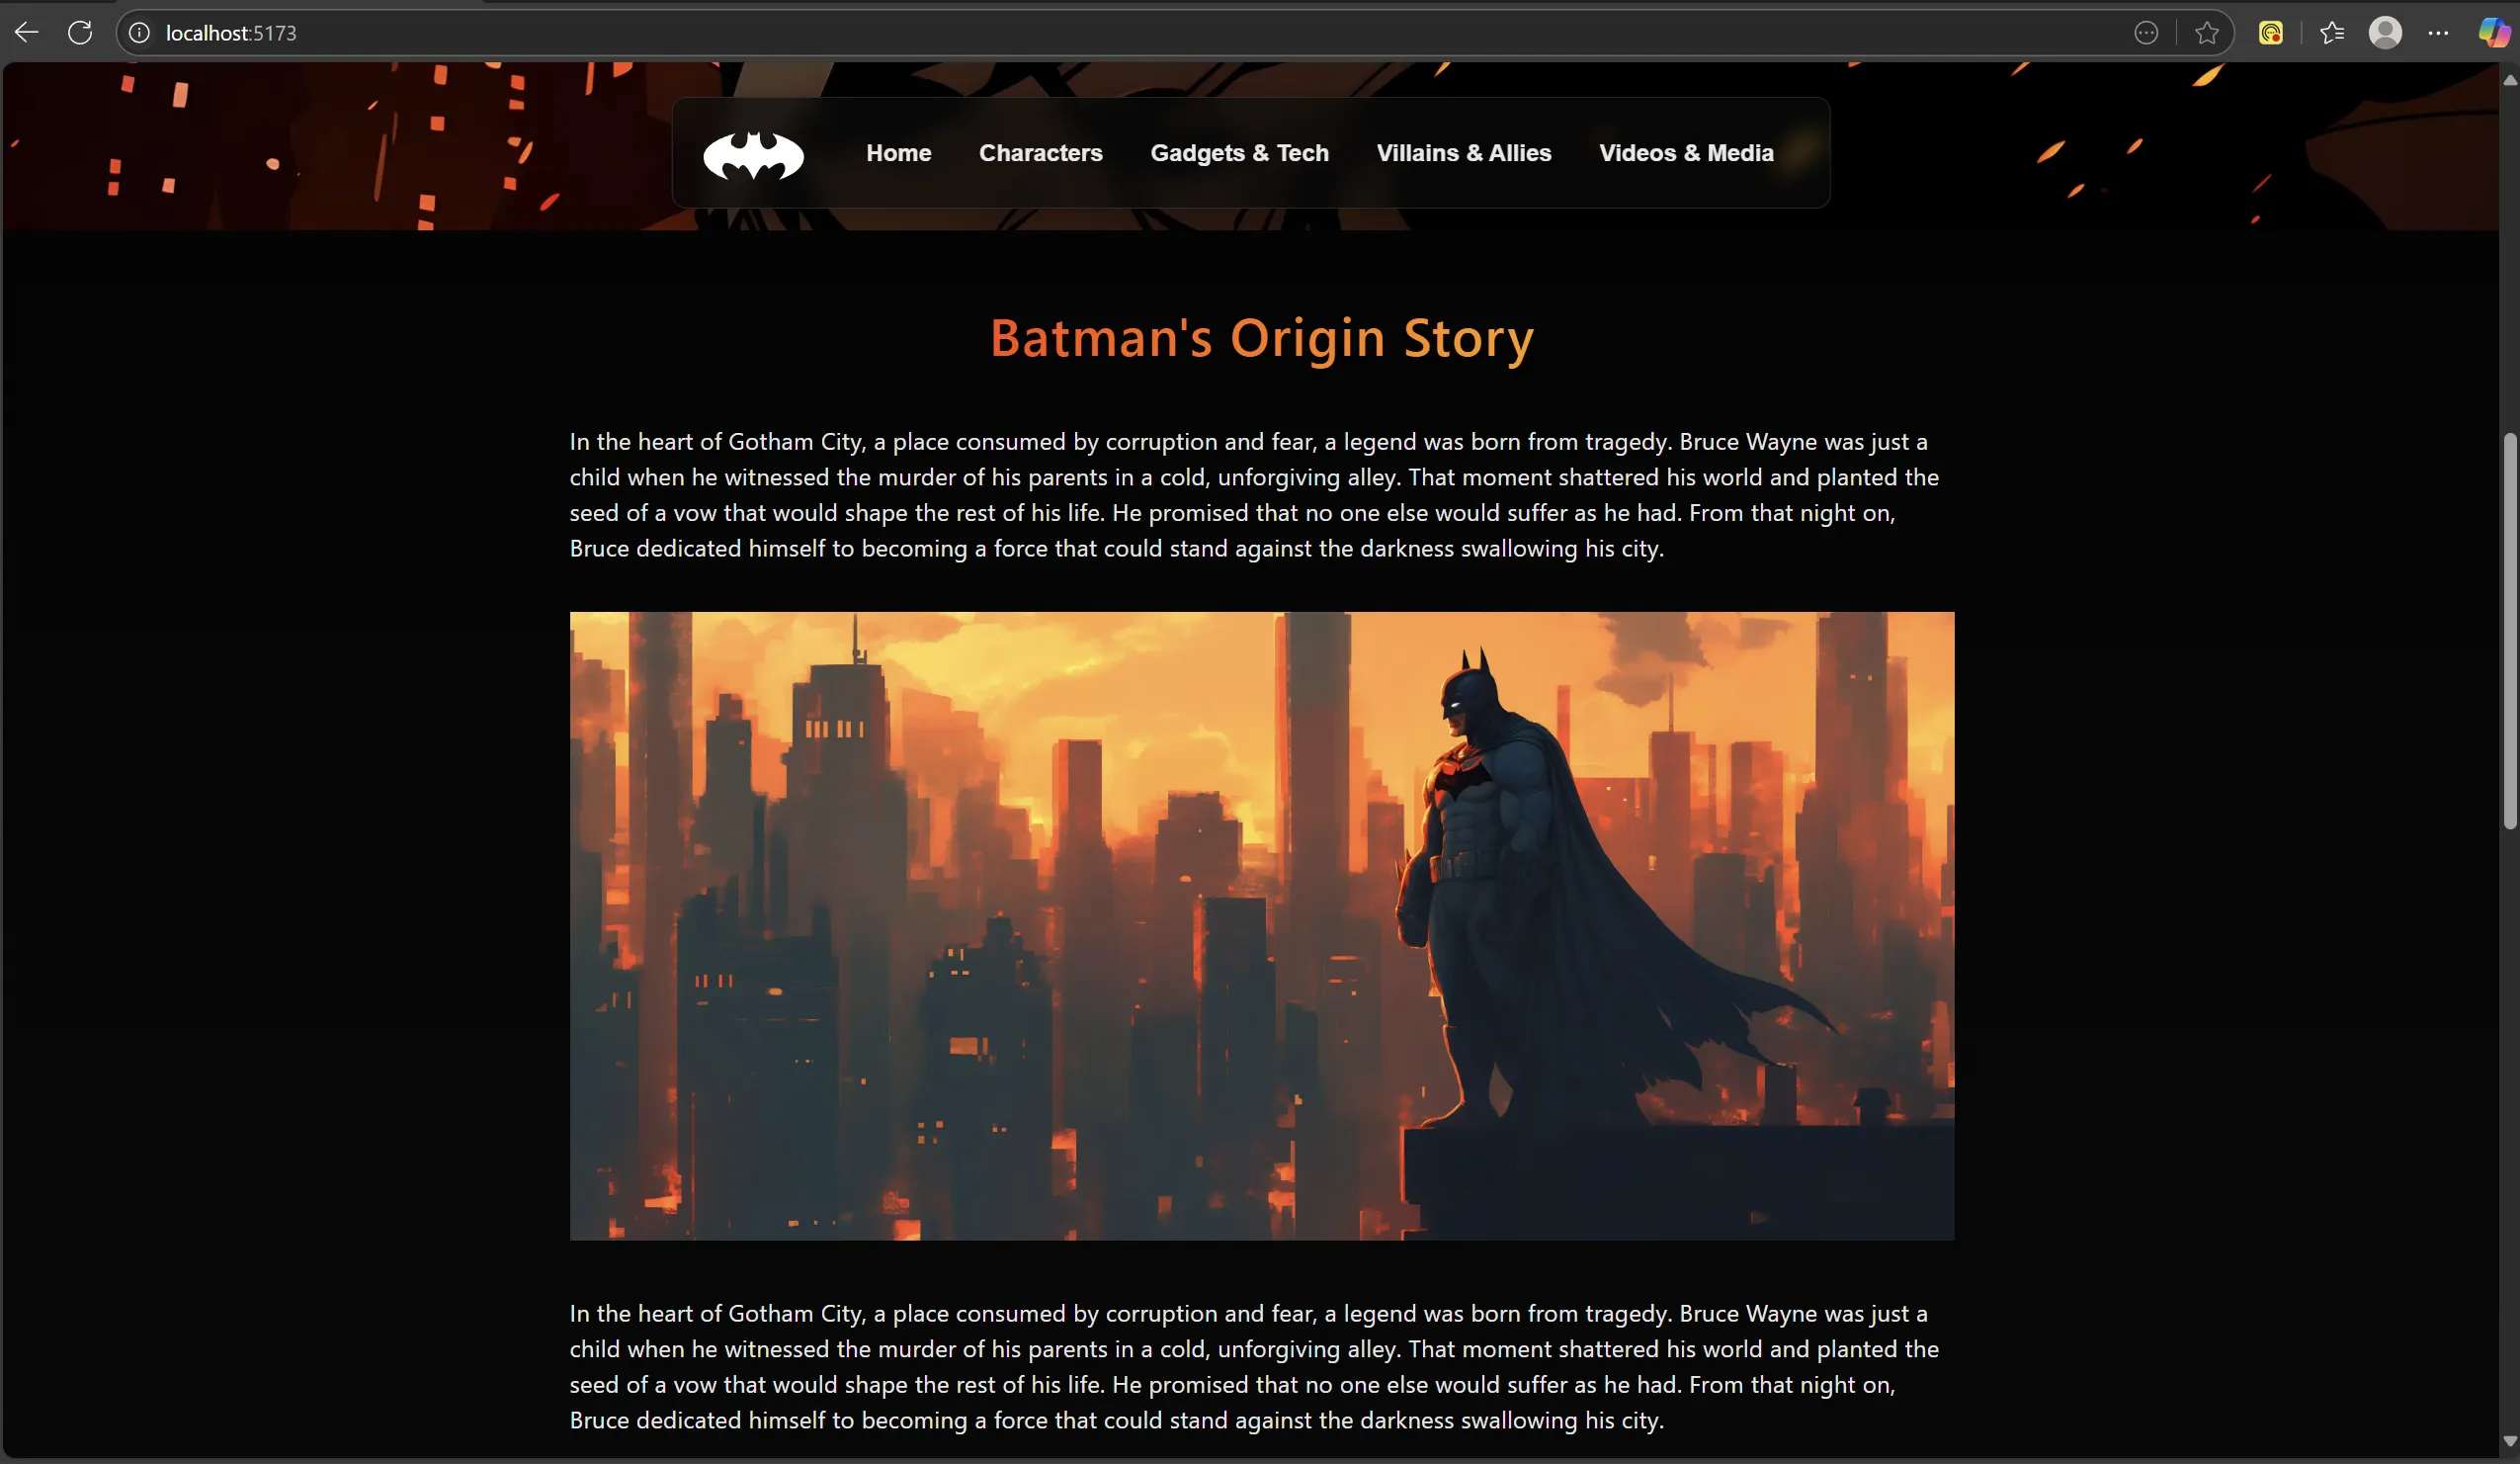 localhost:5173
Home Characters Gadgets & Tech Villains & Allies Videos & Media
Batman's Origin Story
In the heart of Gotham City, a place consumed by corruption and fear, a legend was born from tragedy. Bruce Wayne was just a
child when he witnessed the murder of his parents in a cold, unforgiving alley. That moment shattered his world and planted the
seed of a vow that would shape the rest of his life. He promised that no one else would suffer as he had. From that night on,
Bruce dedicated himself to becoming a force that could stand against the darkness swallowing his city.
In the heart of Gotham City, a place consumed by corruption and fear, a legend was born from tragedy. Bruce Wayne was just a
child when he witnessed the murder of his parents in a cold, unforgiving alley. That moment shattered his world and planted the
seed of a vow that would shape the rest of his life. He promised that no one else would suffer as he had. From that night on,
Bruce dedicated himself to becoming a force that could stand against the darkness swallowing his city.